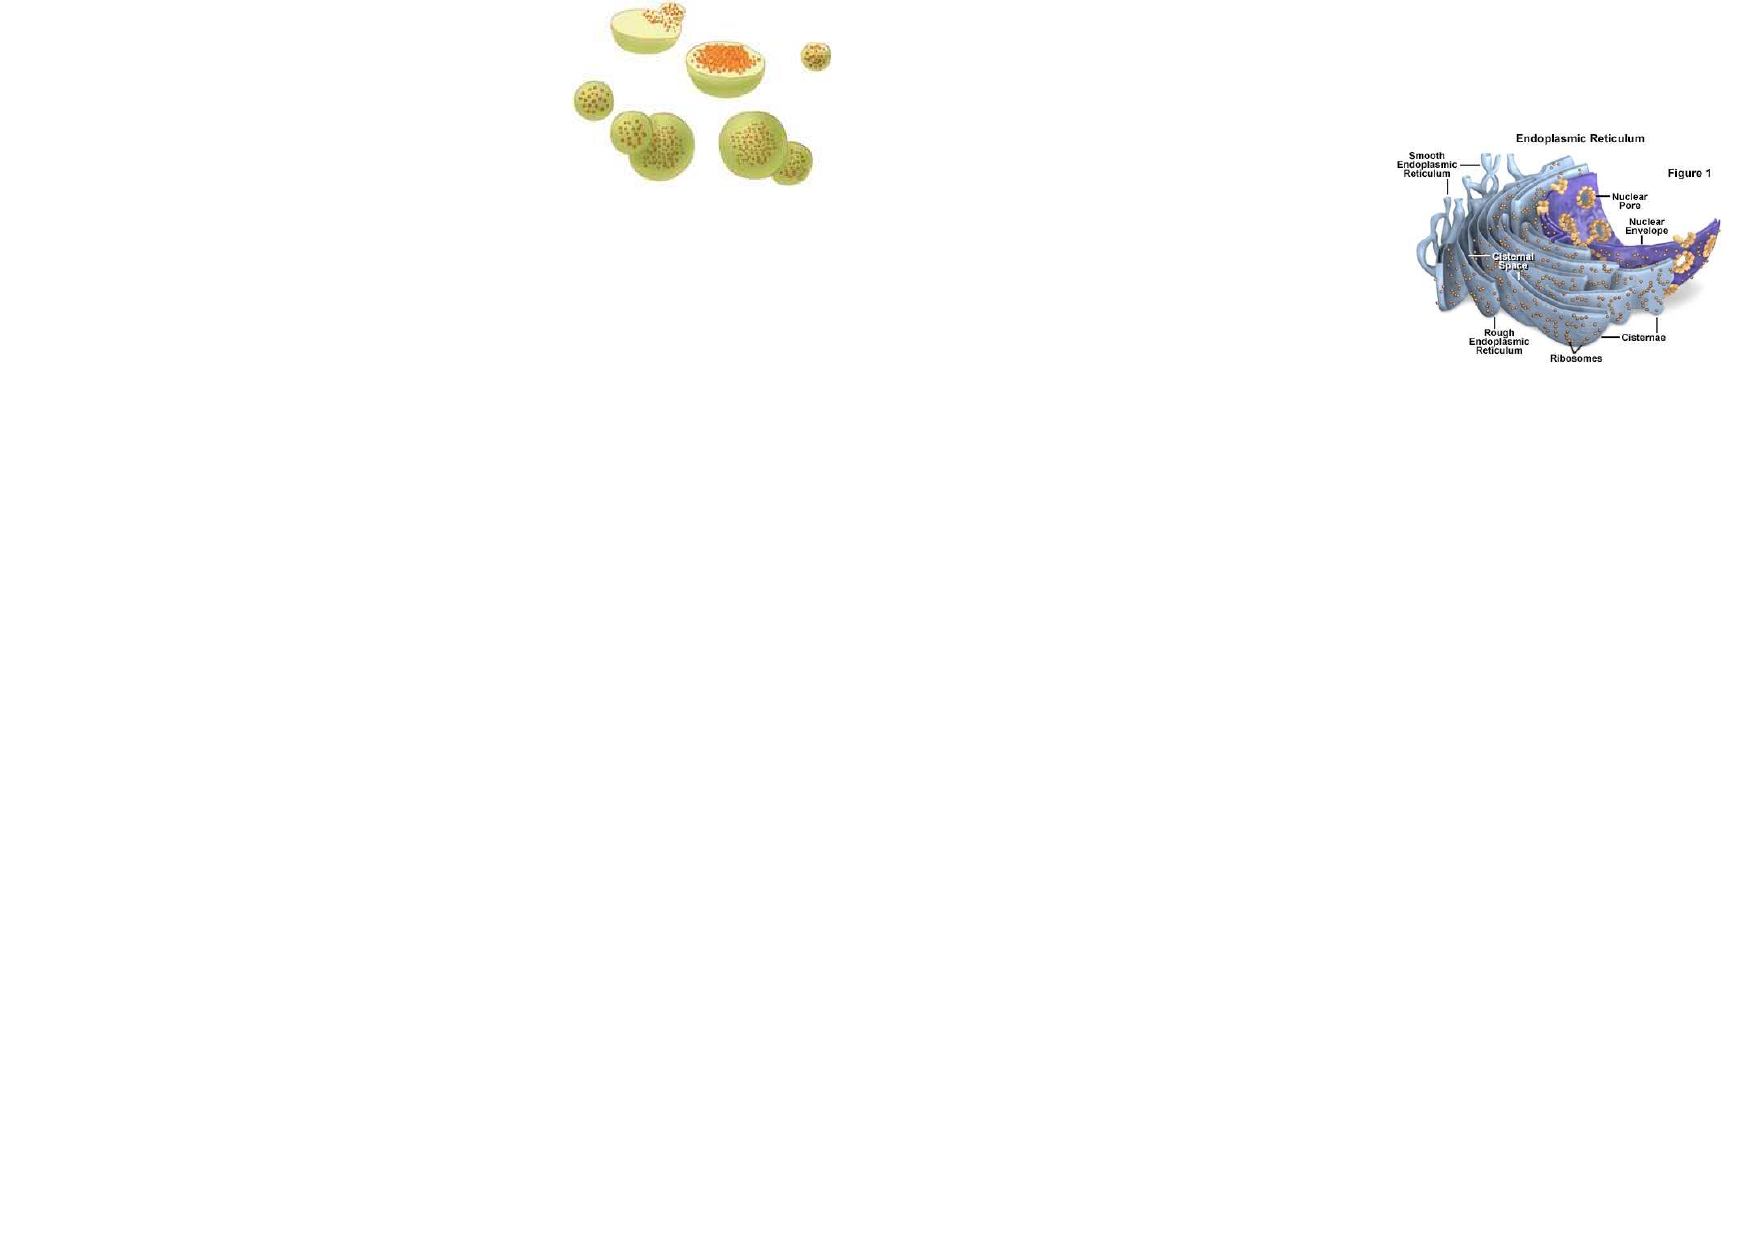 Endoplasmic Reticulum
Smooth
Endoplasmic
Reticulum
Figure 1
Nuclear
Pore
Nuclear
Envelope
Cisternal
Space
Rough
Endoplasmic
Reticulum
Cisternae
Ribosomes